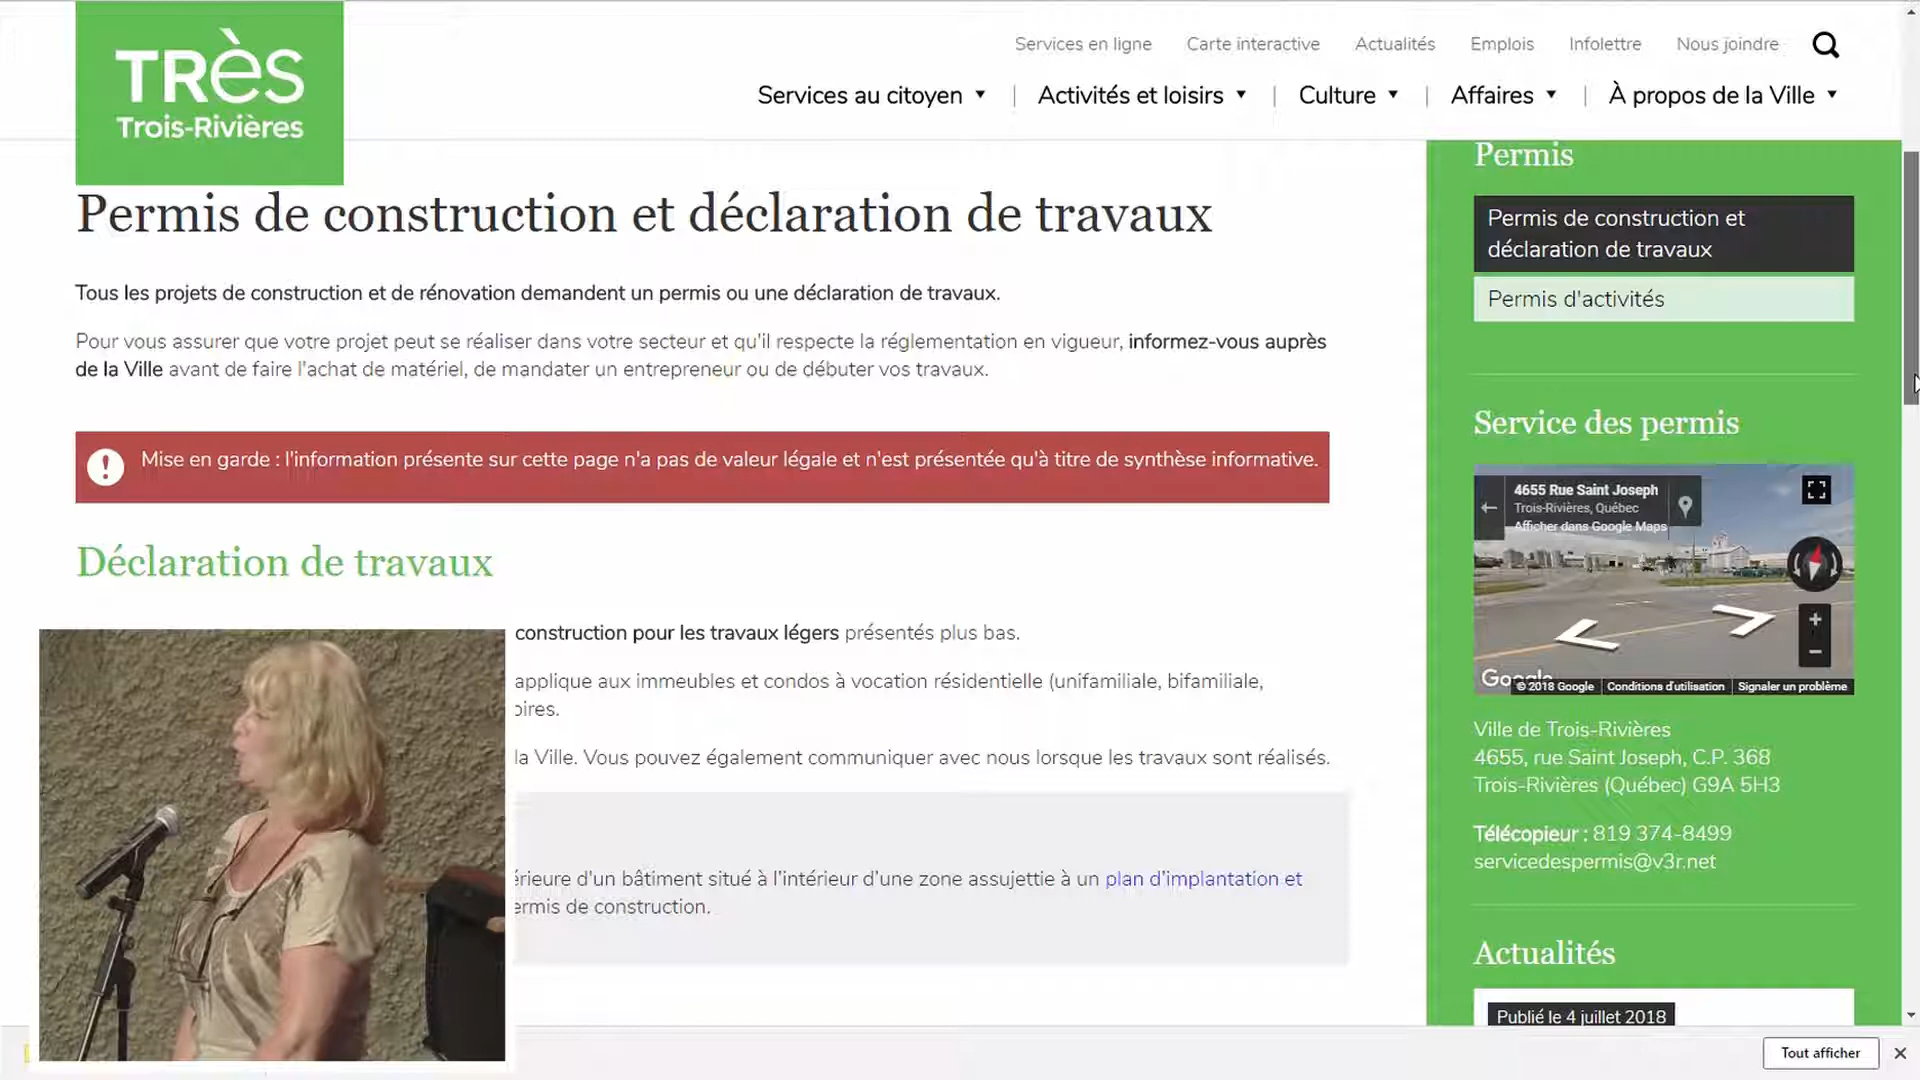 TRÈS
Trois-Rivières
Services en ligne
Carte interactive
Actualités
Emplois
Infolettre
Nous joindre
Services au citoyen
Activités et loisirs
Culture
Affaires
À propos de la Ville
Permis de construction et déclaration de travaux
Tous les projets de construction et de rénovation demandent un permis ou une déclaration de travaux.
Pour vous assurer que votre projet peut se réaliser dans votre secteur et qu'il respecte la réglementation en vigueur, informez-vous auprès
de la Ville avant de faire l'achat de matériel, de mandater un entrepreneur ou de débuter vos travaux.
Mise en garde : l'information présente sur cette page n'a pas de valeur légale et n'est présentée qu'à titre de synthèse informative.
Déclaration de travaux
construction pour les travaux légers présentés plus bas.
applique aux immeubles et condos à vocation résidentielle (unifamiliale, bifamiliale,
oires.
la Ville. Vous pouvez également communiquer avec nous lorsque les travaux sont réalisés.
érieure d'un bâtiment situé à l'intérieur d'une zone assujettie à un plan d'implantation et
ermis de construction.
Permis
Permis de construction et
déclaration de travaux
Permis d'activités
Service des permis
4655 Rue Saint Joseph
Trois-Rivières, Québec
Afficher dans Google Maps
Google
© 2018 Google
Conditions d'utilisation
Signaler un problème
Ville de Trois-Rivières
4655, rue Saint Joseph, C.P. 368
Trois-Rivières (Québec) G9A 5H3
Télécopieur : 819 374-8499
servicedespermis@v3r.net
Actualités
Publié le 4 juillet 2018
Tout afficher